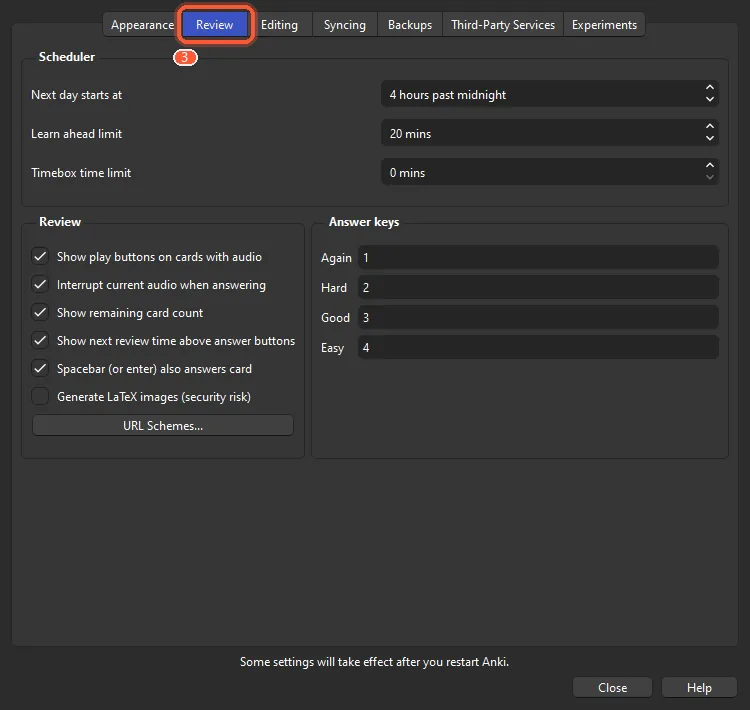 Appearance Review Editing Syncing Backups Third-Party Services Experiments
3
Scheduler
Next day starts at 4 hours past midnight
Learn ahead limit 20 mins
Timebox time limit 0 mins
Review
Show play buttons on cards with audio
Interrupt current audio when answering
Show remaining card count
Show next review time above answer buttons
Spacebar (or enter) also answers card
Generate LaTeX images (security risk)
URL Schemes...
Answer keys
Again 1
Hard 2
Good 3
Easy 4
Some settings will take effect after you restart Anki.
Close Help